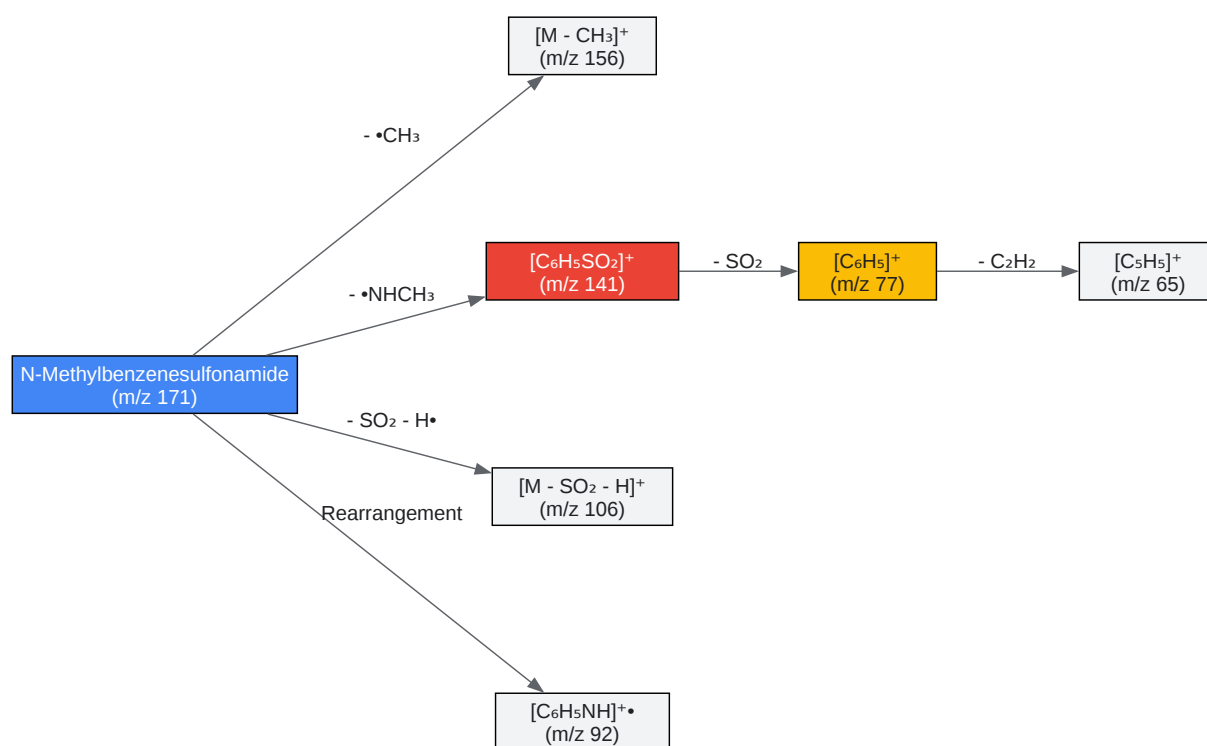 [M - CH₃]⁺
(m/z 156)
- •CH₃
[C₆H₅SO₂]⁺
(m/z 141)
- SO₂
[C₆H₅]⁺
(m/z 77)
- C₂H₂
[C₅H₅]⁺
(m/z 65)
- •NHCH₃
N-Methylbenzenesulfonamide
(m/z 171)
- SO₂ - H•
[M - SO₂ - H]⁺
(m/z 106)
Rearrangement
[C₆H₅NH]⁺•
(m/z 92)